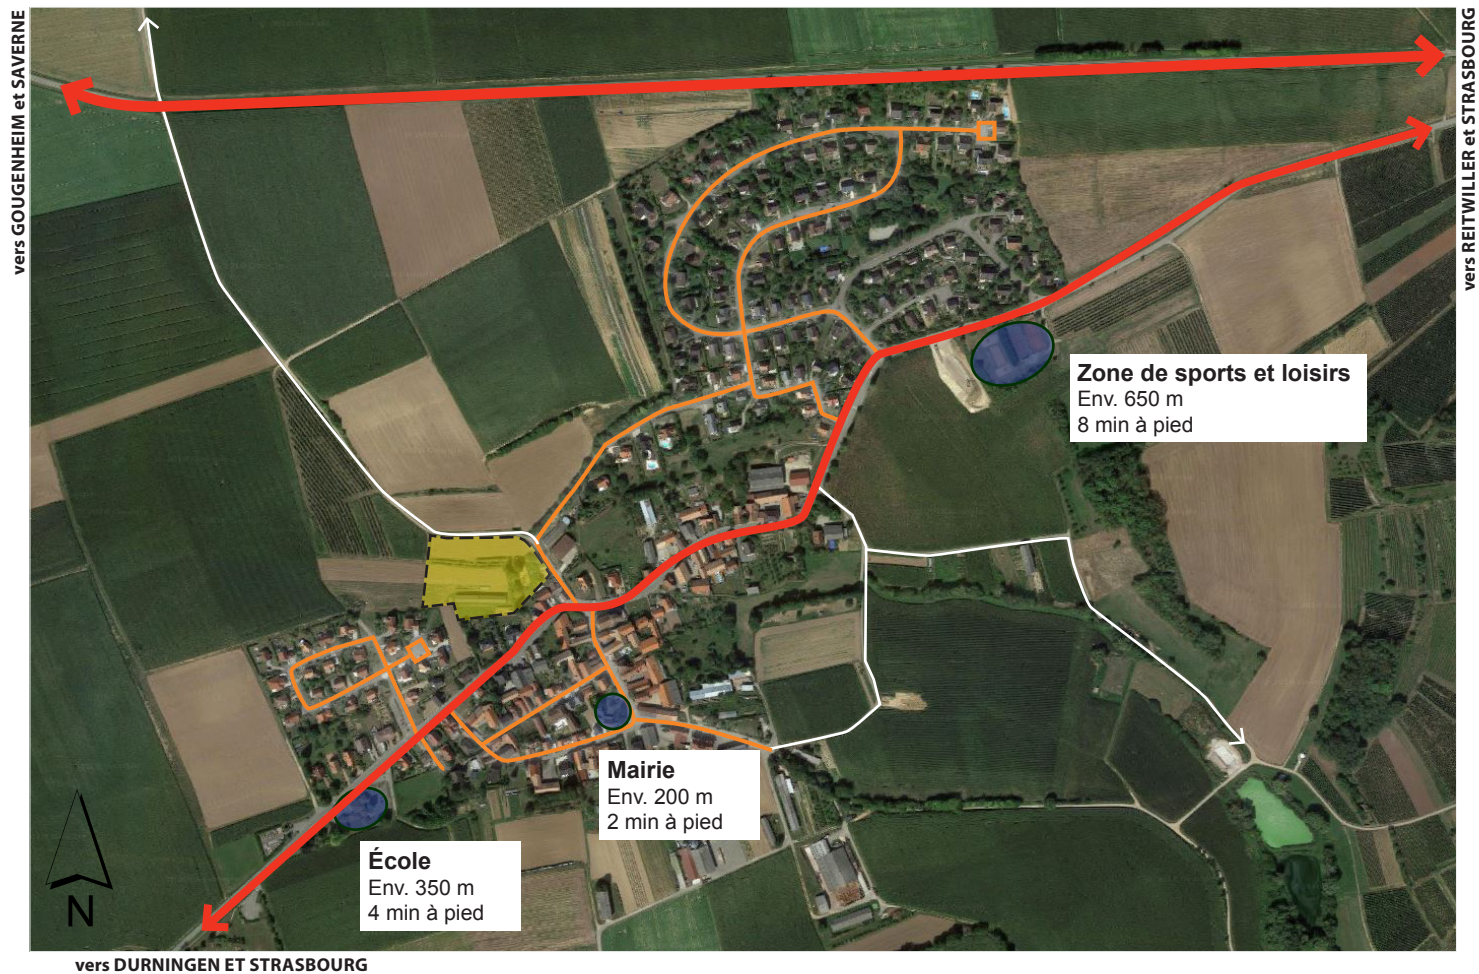 vers GOUGENHEIM et SAVERNE
vers REITWILLER et STRASBOURG
Zone de sports et loisirs
Env. 650 m
8 min à pied
Mairie
Env. 200 m
2 min à pied
École
Env. 350 m
4 min à pied
N
vers DURNINGEN ET STRASBOURG